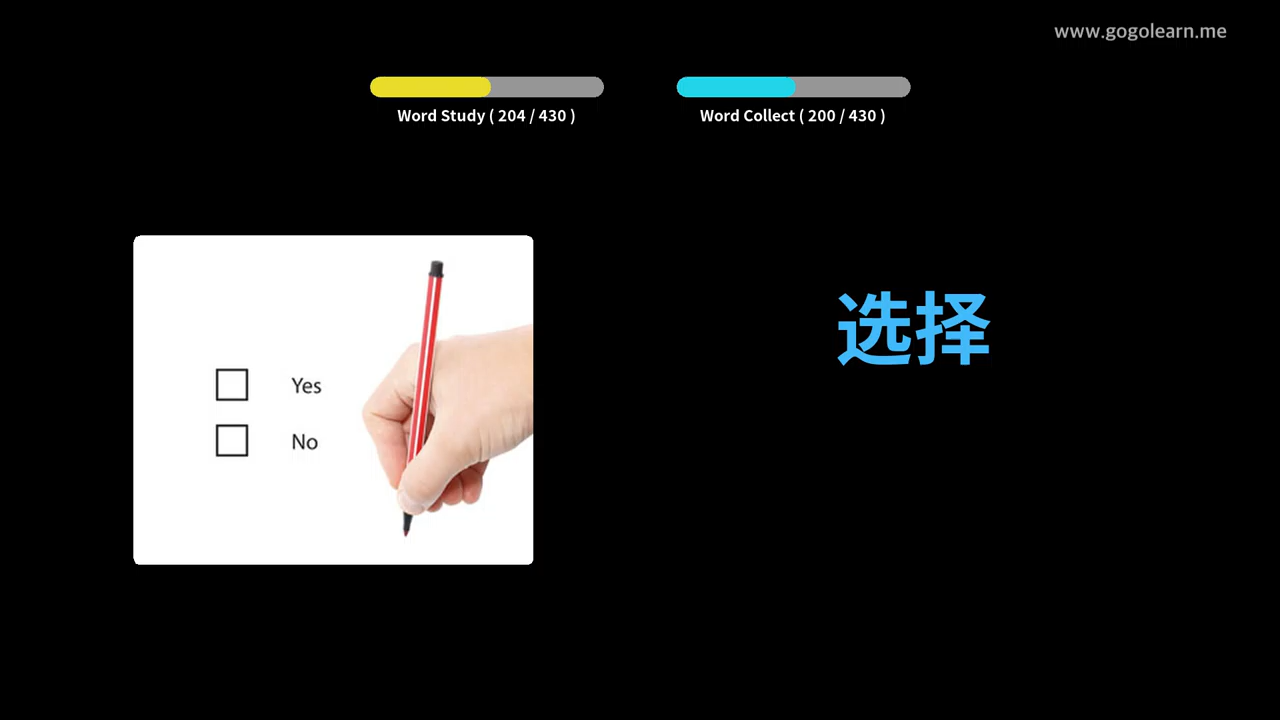 www.gogolearn.me
Word Study ( 204 / 430 )
Word Collect ( 200 / 430 )
选择
Yes
No